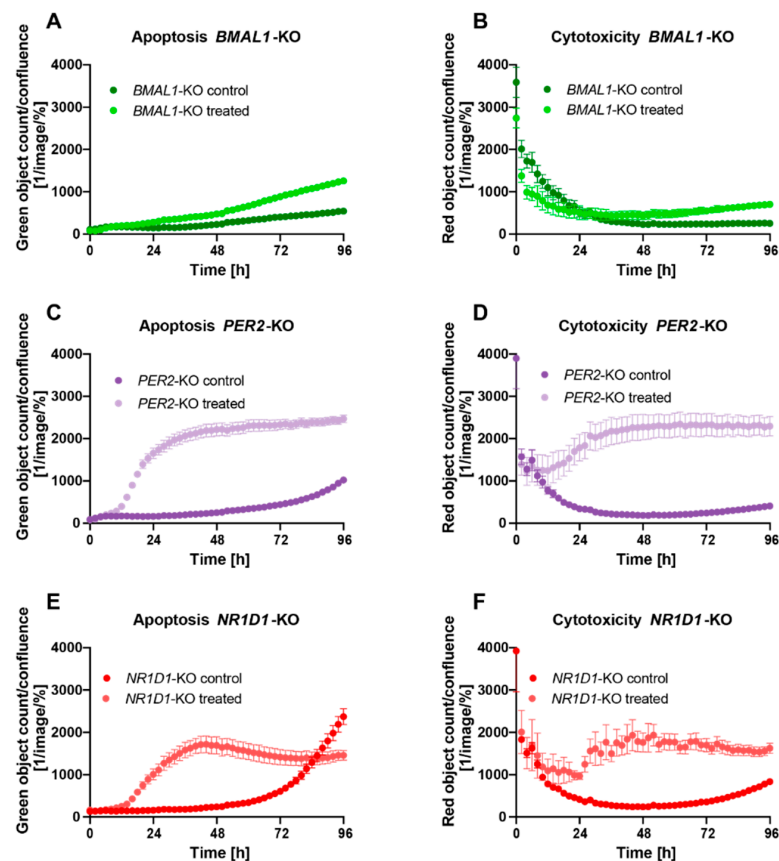 A
Apoptosis BMAL1-KO
Green object count/confluence
[1/image/%]
4000
3000
2000
1000
0
BMAL1-KO control
BMAL1-KO treated
0 24 48 72 96
Time [h]
B
Cytotoxicity BMAL1-KO
Red object count/confluence
[1/image/%]
4000
3000
2000
1000
0
BMAL1-KO control
BMAL1-KO treated
0 24 48 72 96
Time [h]
C
Apoptosis PER2-KO
Green object count/confluence
[1/image/%]
4000
3000
2000
1000
0
PER2-KO control
PER2-KO treated
0 24 48 72 96
Time [h]
D
Cytotoxicity PER2-KO
Red object count/confluence
[1/image/%]
4000
3000
2000
1000
0
PER2-KO control
PER2-KO treated
0 24 48 72 96
Time [h]
E
Apoptosis NR1D1-KO
Green object count/confluence
[1/image/%]
4000
3000
2000
1000
0
NR1D1-KO control
NR1D1-KO treated
0 24 48 72 96
Time [h]
F
Cytotoxicity NR1D1-KO
Red object count/confluence
[1/image/%]
4000
3000
2000
1000
0
NR1D1-KO control
NR1D1-KO treated
0 24 48 72 96
Time [h]